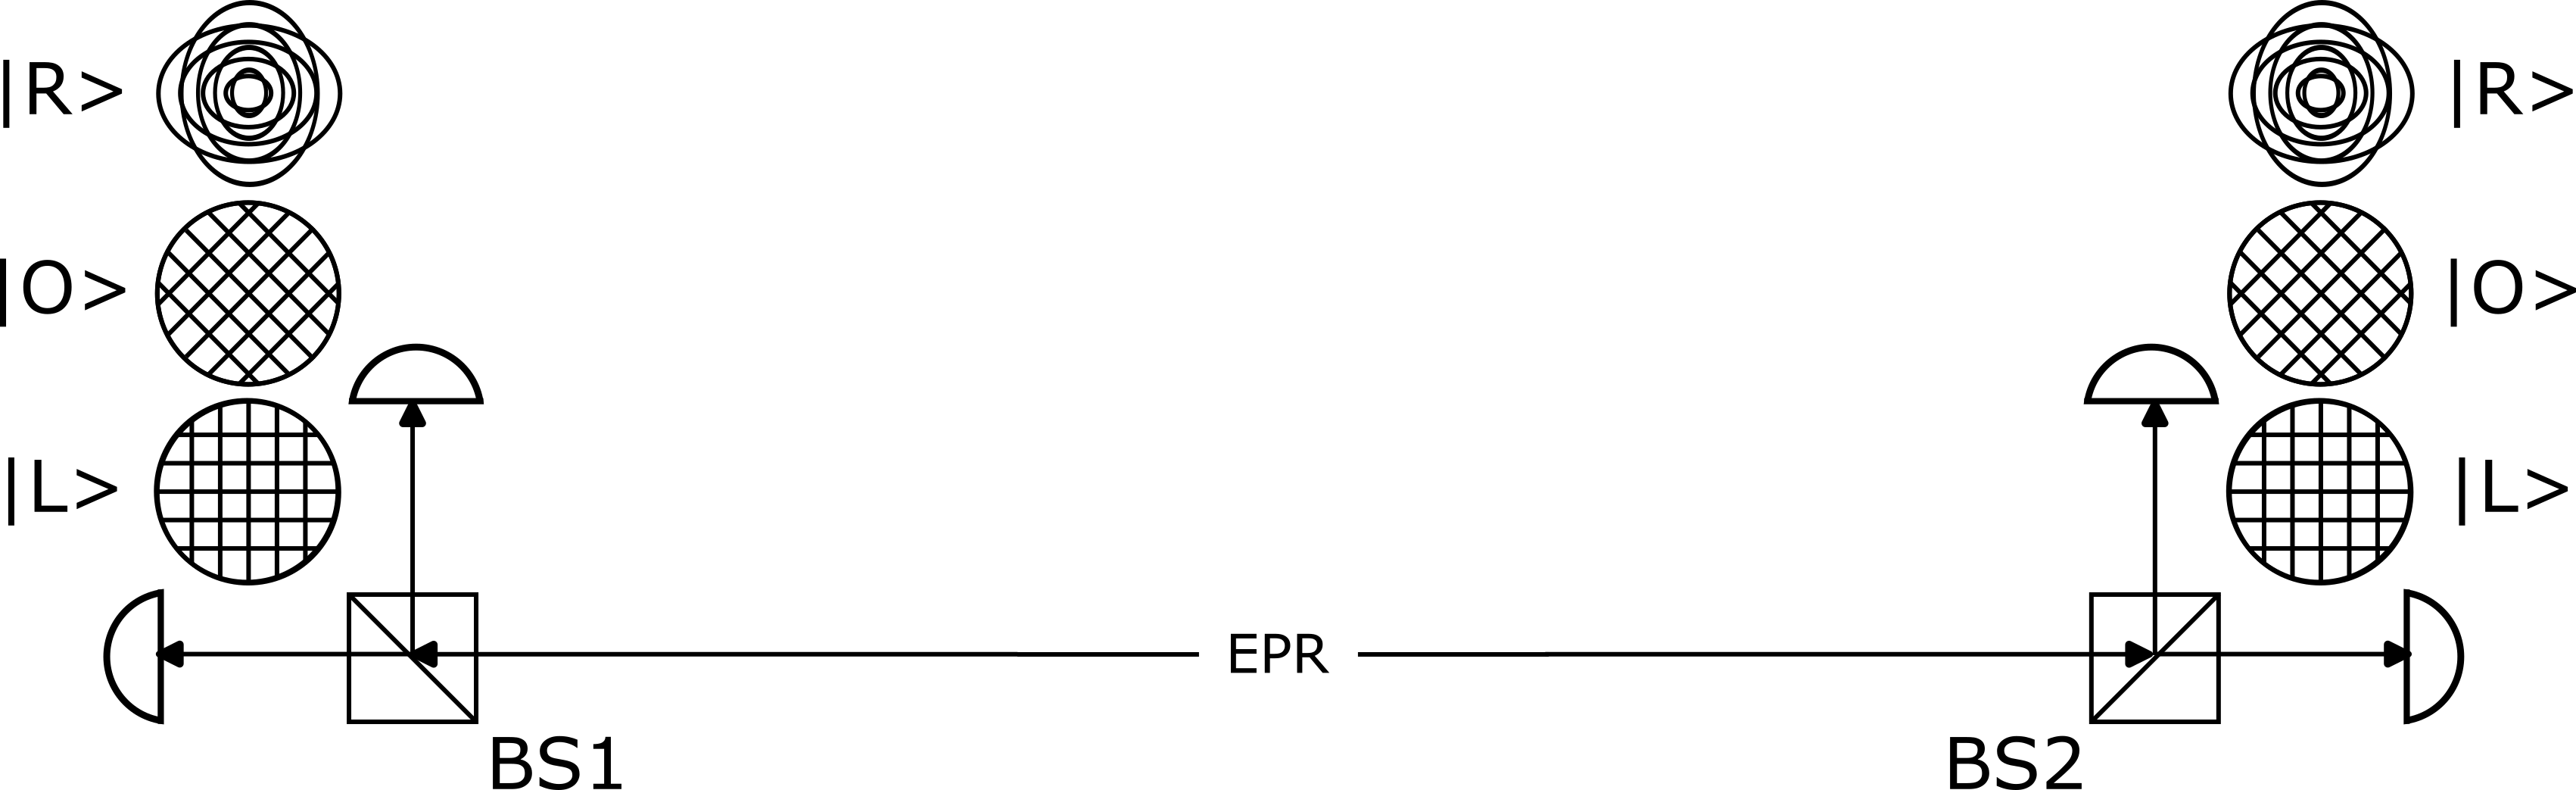 |R> |R>
|O> |O>
|L> |L>
EPR
BS1 BS2